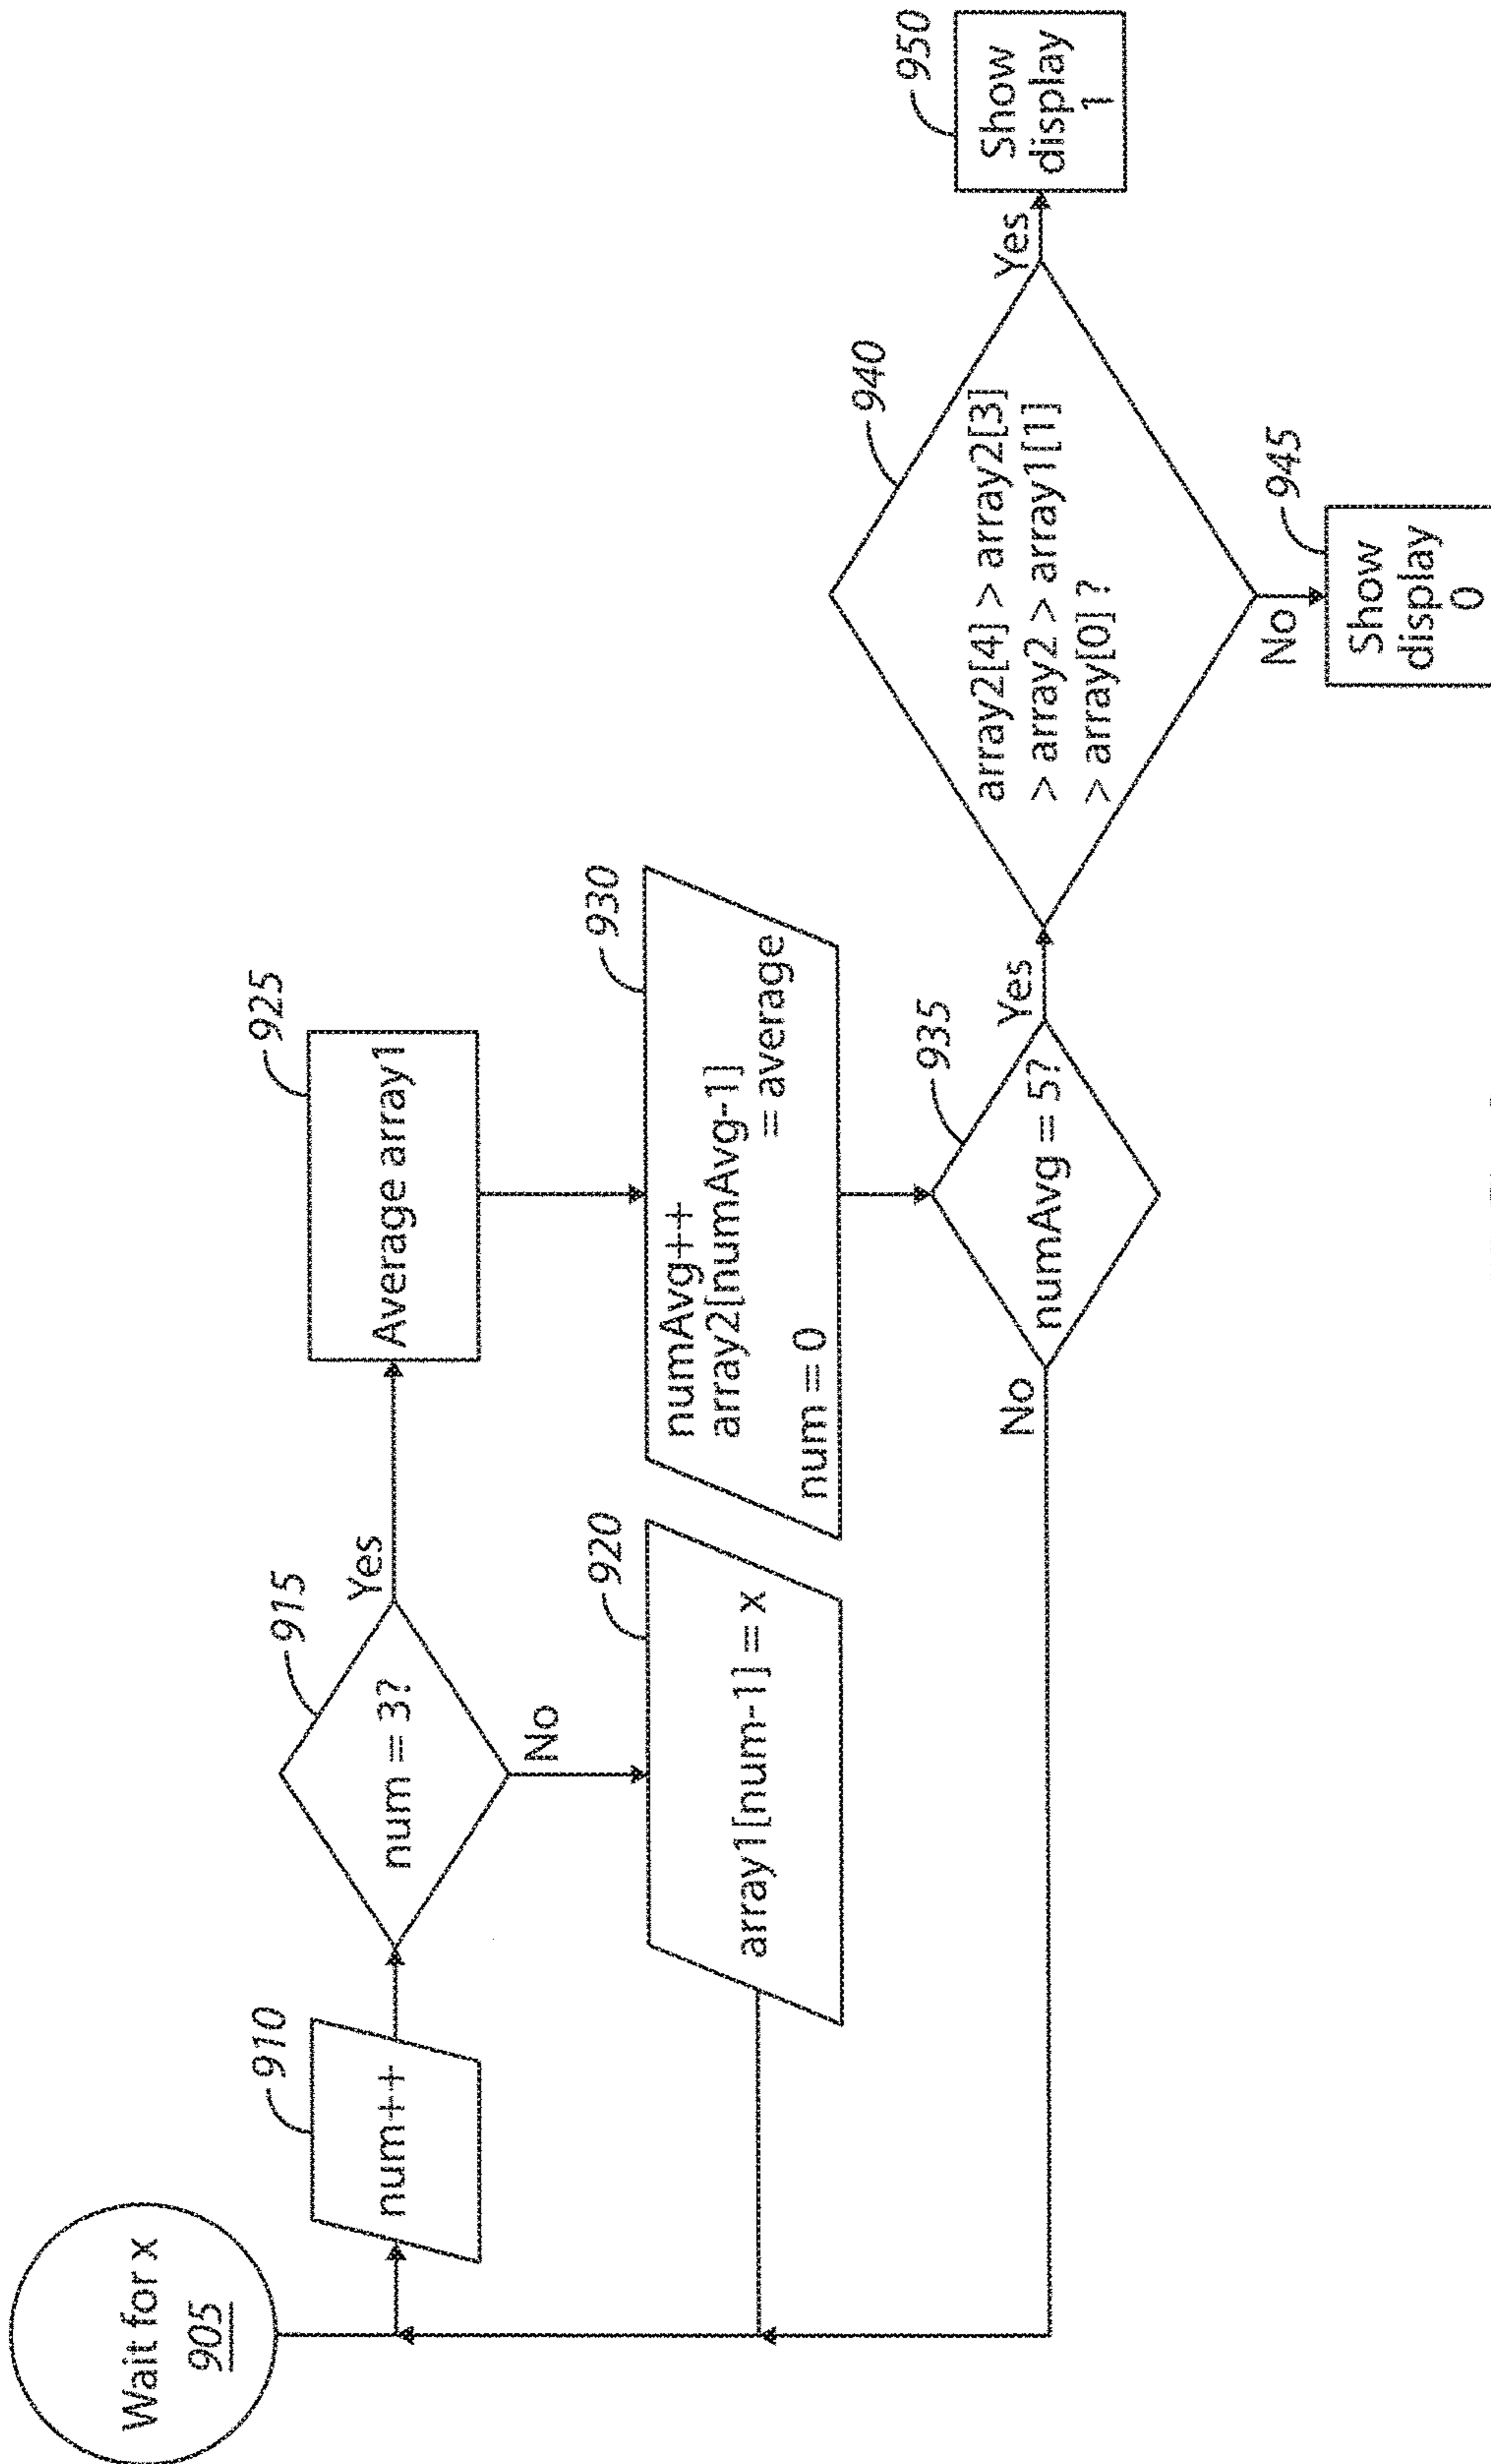 Wait for x
905
910
num++
915
num = 3?
Yes
No
925
Average array1
920
array1[num-1] = x
930
numAvg++
array2[numAvg-1]
= average
num = 0
935
numAvg = 5?
Yes
No
940
array2[4] > array2[3]
> array2 > array1[1]
> array[0] ?
Yes
No
950
Show
display
1
945
Show
display
0